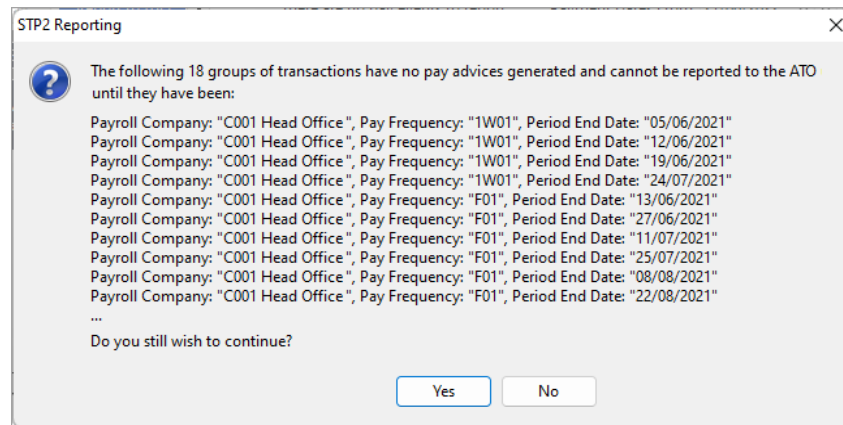 STP2 Reporting
The following 18 groups of transactions have no pay advices generated and cannot be reported to the ATO
until they have been:
Payroll Company: "C001 Head Office", Pay Frequency: "1W01", Period End Date: "05/06/2021"
Payroll Company: "C001 Head Office", Pay Frequency: "1W01", Period End Date: "12/06/2021"
Payroll Company: "C001 Head Office", Pay Frequency: "1W01", Period End Date: "19/06/2021"
Payroll Company: "C001 Head Office", Pay Frequency: "1W01", Period End Date: "24/07/2021"
Payroll Company: "C001 Head Office", Pay Frequency: "F01", Period End Date: "13/06/2021"
Payroll Company: "C001 Head Office", Pay Frequency: "F01", Period End Date: "27/06/2021"
Payroll Company: "C001 Head Office", Pay Frequency: "F01", Period End Date: "11/07/2021"
Payroll Company: "C001 Head Office", Pay Frequency: "F01", Period End Date: "25/07/2021"
Payroll Company: "C001 Head Office", Pay Frequency: "F01", Period End Date: "08/08/2021"
Payroll Company: "C001 Head Office", Pay Frequency: "F01", Period End Date: "22/08/2021"
...
Do you still wish to continue?
Yes No